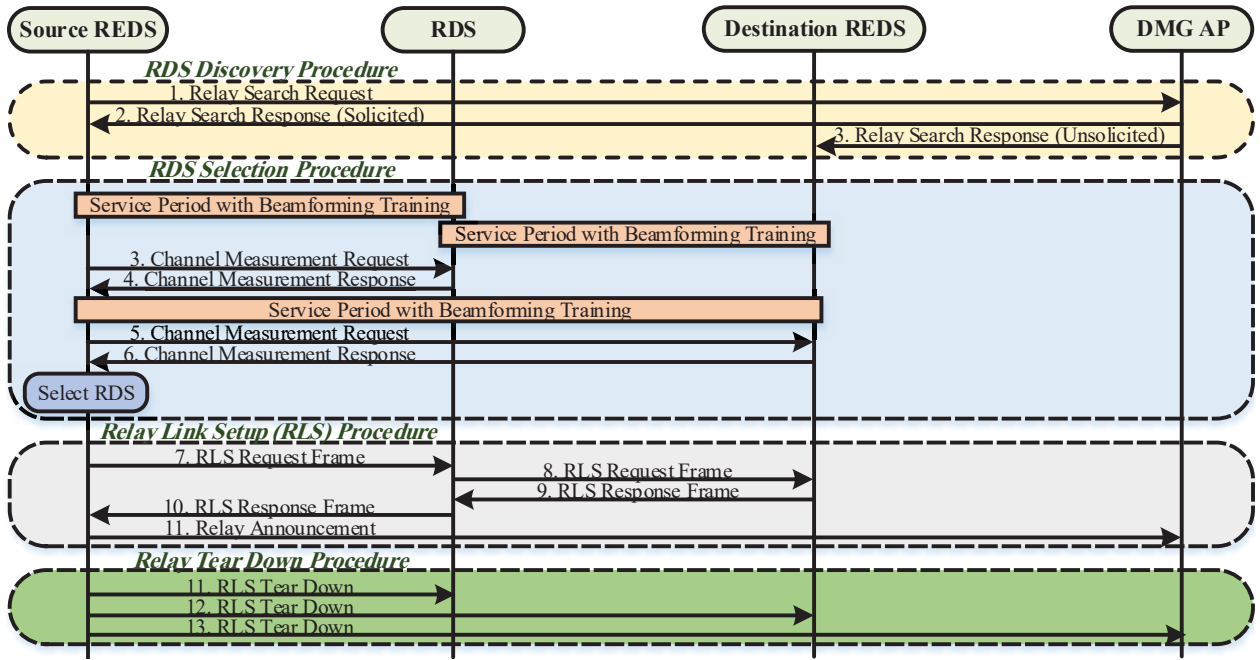 Source REDS
RDS
Destination REDS
DMG AP
RDS Discovery Procedure
1. Relay Search Request
2. Relay Search Response (Solicited)
3. Relay Search Response (Unsolicited)
RDS Selection Procedure
Service Period with Beamforming Training
Service Period with Beamforming Training
3. Channel Measurement Request
4. Channel Measurement Response
Service Period with Beamforming Training
5. Channel Measurement Request
6. Channel Measurement Response
Select RDS
Relay Link Setup (RLS) Procedure
7. RLS Request Frame
8. RLS Request Frame
9. RLS Response Frame
10. RLS Response Frame
11. Relay Announcement
Relay Tear Down Procedure
11. RLS Tear Down
12. RLS Tear Down
13. RLS Tear Down